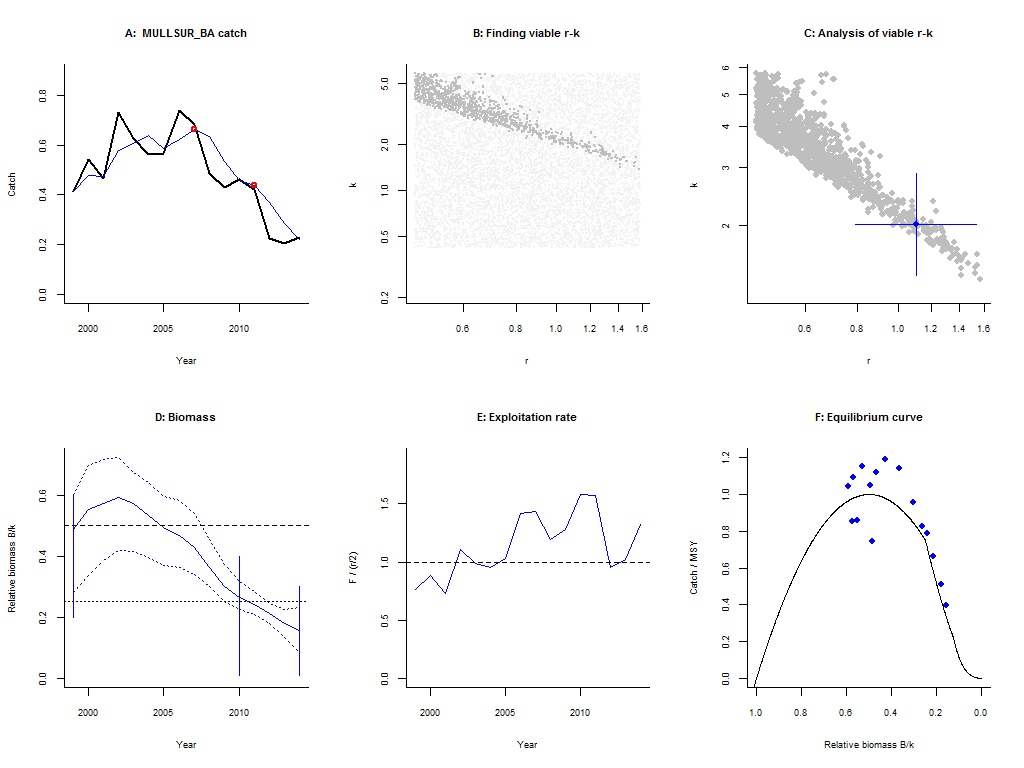 A:  MULLSUR_BA catch
Catch
0.0 0.2 0.4 0.6 0.8
2000 2005 2010
Year
B: Finding viable r-k
k
0.2 0.5 1.0 2.0 5.0
0.6 0.8 1.0 1.2 1.4 1.6
r
C: Analysis of viable r-k
k
2 3 4 5 6
0.6 0.8 1.0 1.2 1.4 1.6
r
D: Biomass
Relative biomass B/k
0.0 0.2 0.4 0.6
2000 2005 2010
Year
E: Exploitation rate
F / (r/2)
0.0 0.5 1.0 1.5
2000 2005 2010
Year
F: Equilibrium curve
Catch / MSY
0.0 0.2 0.4 0.6 0.8 1.0 1.2
1.0 0.8 0.6 0.4 0.2 0.0
Relative biomass B/k